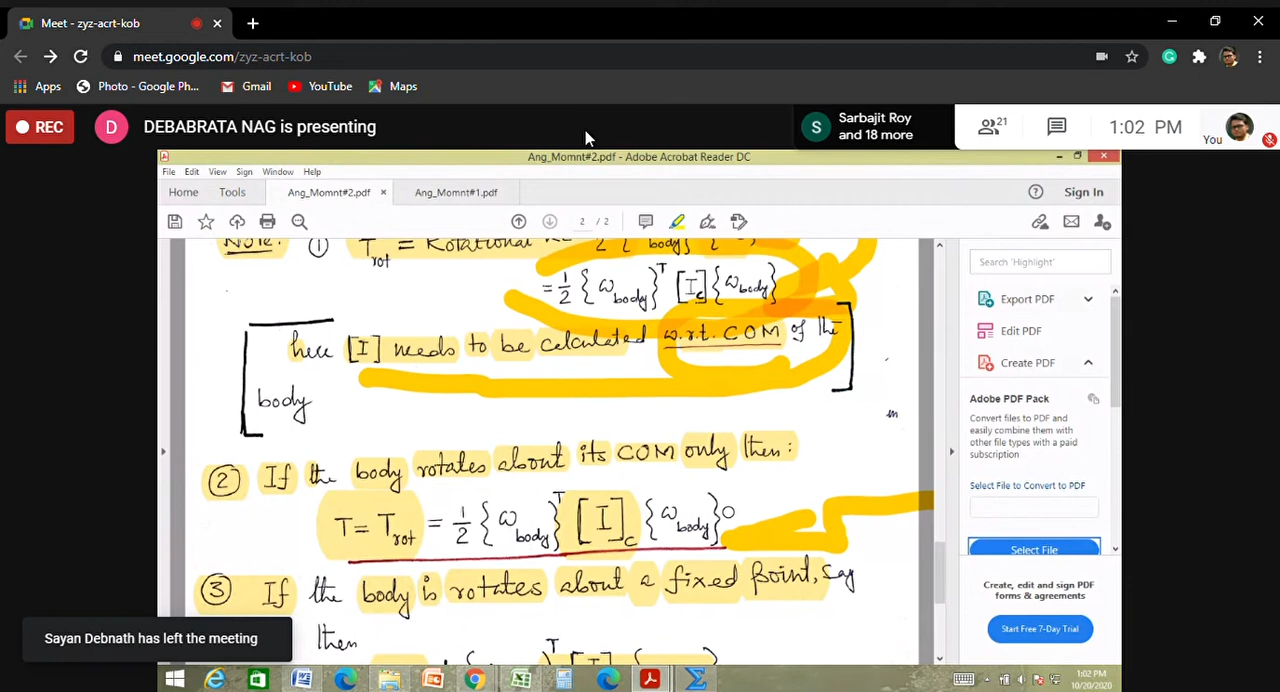 Meet - zyz-acrt-kob
meet.google.com/zyz-acrt-kob
Apps Photo - Google Ph... Gmail YouTube Maps
REC D DEBABRATA NAG is presenting
S Sarbajit Roy
and 18 more
21
1:02 PM
You
Ang_Momnt#2.pdf - Adobe Acrobat Reader DC
File Edit View Sign Window Help
Home Tools Ang_Momnt#2.pdf × Ang_Momnt#1.pdf Sign In
2 / 2
Note: ① T_rot = Rotational
= 1/2 {ω_body}^T [I_c] {ω_body}
here [I] needs to be calculated w.r.t. COM of the
body
m
② If the body rotates about its COM only then:
T = T_rot = 1/2 {ω_body}^T [I]_c {ω_body}
③ If the body is rotates about a fixed point, say
then
Search 'Highlight'
Export PDF
Edit PDF
Create PDF
Adobe PDF Pack
Convert files to PDF and
easily combine them with
other file types with a paid
subscription
Select File to Convert to PDF
Select File
Create, edit and sign PDF
forms & agreements
Start Free 7-Day Trial
Sayan Debnath has left the meeting
1:02 PM
10/20/2020